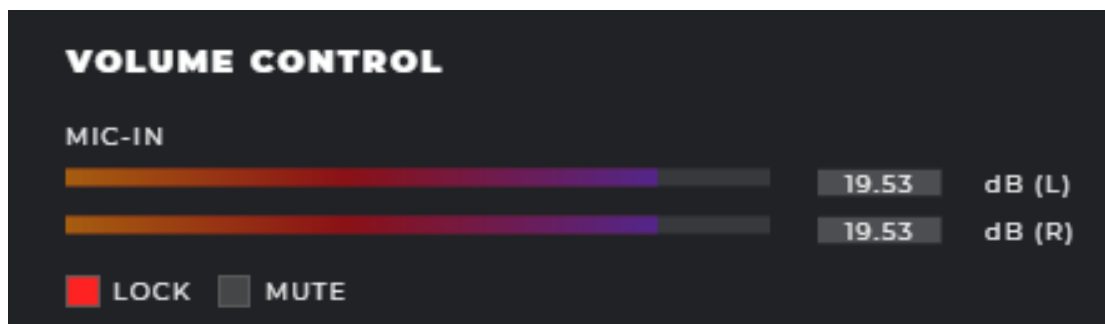 VOLUME CONTROL
MIC-IN
19.53 dB (L)
19.53 dB (R)
LOCK MUTE